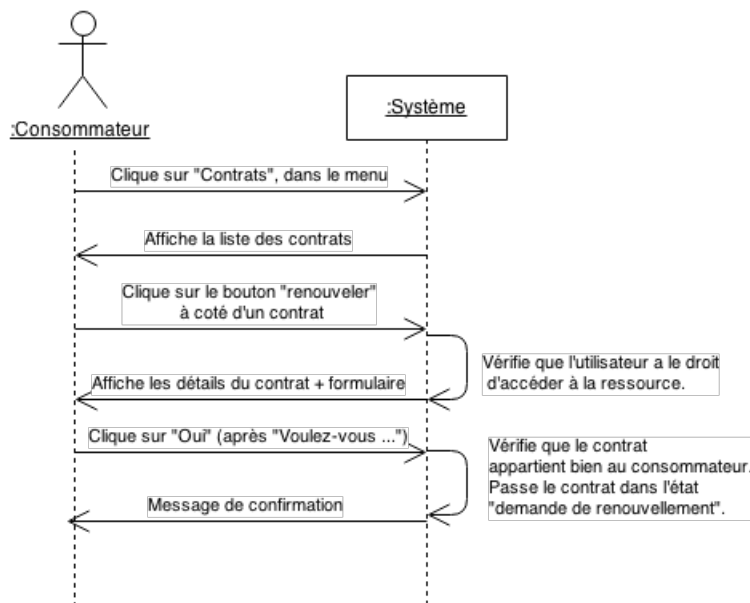 :Consommateur
:Système
Clique sur "Contrats", dans le menu
Affiche la liste des contrats
Clique sur le bouton "renouveler"
à coté d'un contrat
Vérifie que l'utilisateur a le droit
d'accéder à la ressource.
Affiche les détails du contrat + formulaire
Clique sur "Oui" (après "Voulez-vous ...")
Vérifie que le contrat
appartient bien au consommateur.
Passe le contrat dans l'état
"demande de renouvellement".
Message de confirmation